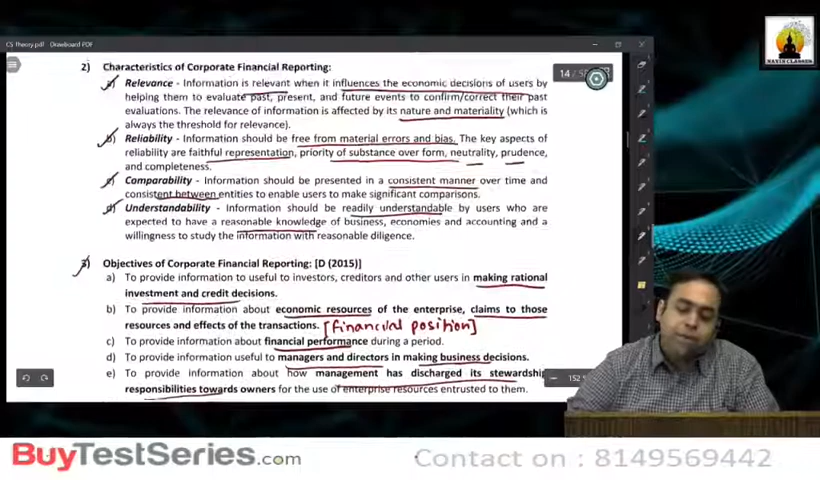 CS Theory.pdf - Drawboard PDF
NAVIN CLASSES
14 / 5
2) Characteristics of Corporate Financial Reporting:
a) Relevance - Information is relevant when it influences the economic decisions of users by
helping them to evaluate past, present, and future events to confirm/correct their past
evaluations. The relevance of information is affected by its nature and materiality (which is
always the threshold for relevance).
b) Reliability - Information should be free from material errors and bias. The key aspects of
reliability are faithful representation, priority of substance over form, neutrality, prudence,
and completeness.
c) Comparability - Information should be presented in a consistent manner over time and
consistent between entities to enable users to make significant comparisons.
d) Understandability - Information should be readily understandable by users who are
expected to have a reasonable knowledge of business, economies and accounting and a
willingness to study the information with reasonable diligence.
3) Objectives of Corporate Financial Reporting: [D (2015)]
a) To provide information to useful to investors, creditors and other users in making rational
investment and credit decisions.
b) To provide information about economic resources of the enterprise, claims to those
resources and effects of the transactions. [financial position]
c) To provide information about financial performance during a period.
d) To provide information useful to managers and directors in making business decisions.
e) To provide information about how management has discharged its stewardship
responsibilities towards owners for the use of enterprise resources entrusted to them.
152
BuyTestSeries.com
Contact on : 8149569442